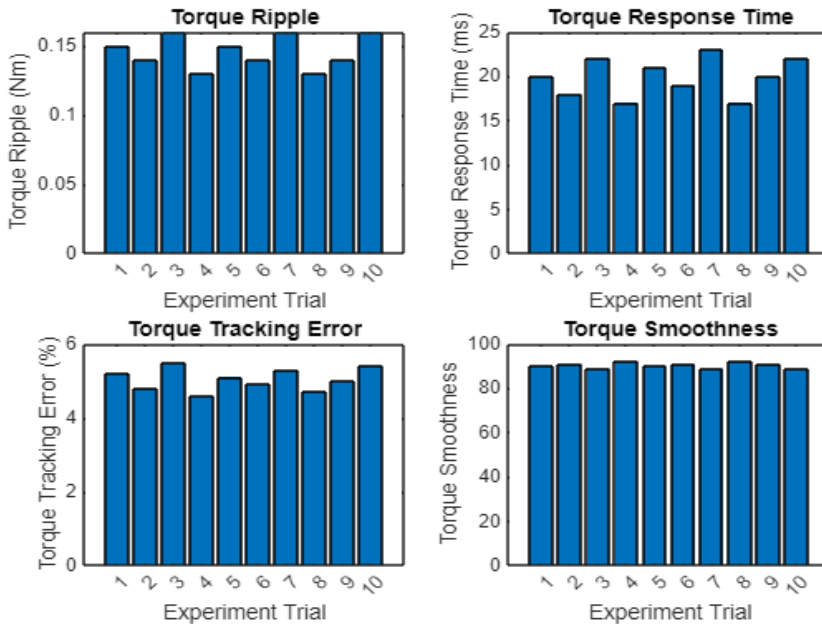 Torque Ripple
Torque Ripple (Nm)
0.15
0.1
0.05
0
1 2 3 4 5 6 7 8 9 10
Experiment Trial
Torque Response Time
Torque Response Time (ms)
25
20
15
10
5
0
1 2 3 4 5 6 7 8 9 10
Experiment Trial
Torque Tracking Error
Torque Tracking Error (%)
6
4
2
0
1 2 3 4 5 6 7 8 9 10
Experiment Trial
Torque Smoothness
Torque Smoothness
100
80
60
40
20
0
1 2 3 4 5 6 7 8 9 10
Experiment Trial